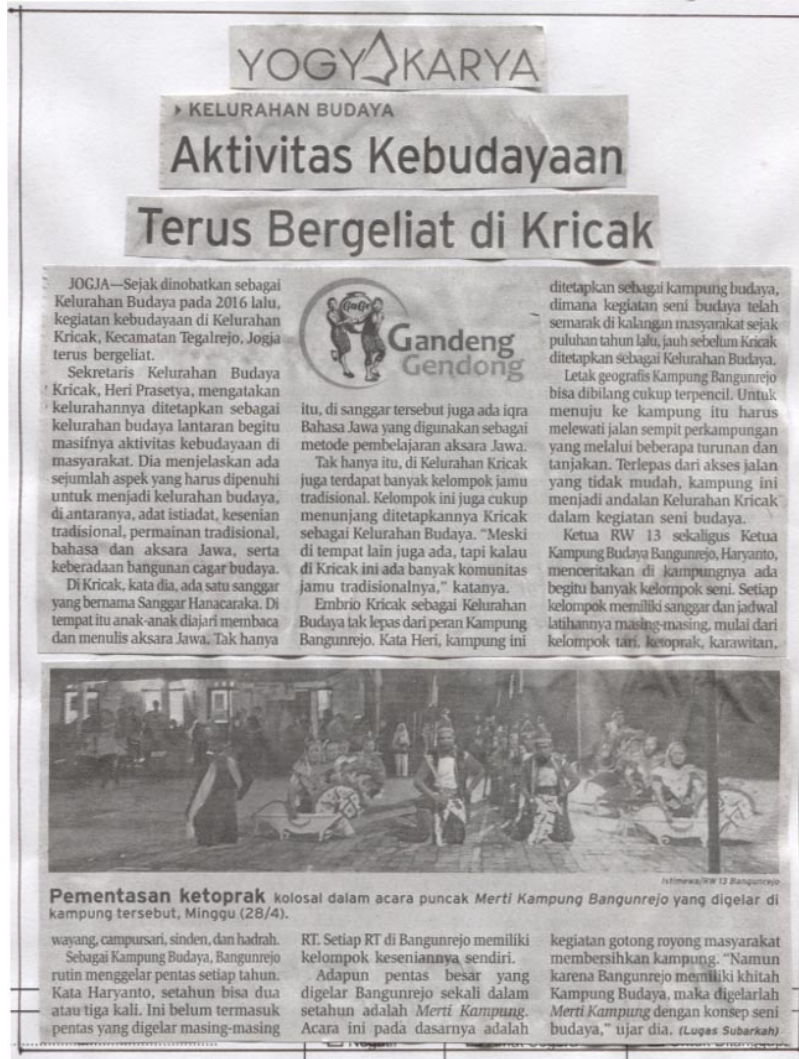 YOGYAKARYA
KELURAHAN BUDAYA
Aktivitas Kebudayaan
Terus Bergeliat di Kricak
JOGJA—Sejak dinobatkan sebagai
Kelurahan Budaya pada 2016 lalu,
kegiatan kebudayaan di Kelurahan
Kricak, Kecamatan Tegalrejo, Jogja
terus bergeliat.
Sekretaris Kelurahan Budaya
Kricak, Heri Prasetya, mengatakan
kelurahannya ditetapkan sebagai
kelurahan budaya lantaran begitu
masifnya aktivitas kebudayaan di
masyarakat. Dia menjelaskan ada
sejumlah aspek yang harus dipenuhi
untuk menjadi kelurahan budaya,
di antaranya, adat istiadat, kesenian
tradisional, permainan tradisional,
bahasa dan aksara Jawa, serta
keberadaan bangunan cagar budaya.
Di Kricak, kata dia, ada satu sanggar
yang bernama Sanggar Hanacaraka. Di
tempat itu anak-anak diajari membaca
dan menulis aksara Jawa. Tak hanya
Gandeng
Gendong
itu, di sanggar tersebut juga ada iqra
Bahasa Jawa yang digunakan sebagai
metode pembelajaran aksara Jawa.
Tak hanya itu, di Kelurahan Kricak
juga terdapat banyak kelompok jamu
tradisional. Kelompok ini juga cukup
menunjang ditetapkannya Kricak
sebagai Kelurahan Budaya. “Meski
di tempat lain juga ada, tapi kalau
di Kricak ini ada banyak komunitas
jamu tradisionalnya,” katanya.
Embrio Kricak sebagai Kelurahan
Budaya tak lepas dari peran Kampung
Bangunrejo. Kata Heri, kampung ini
ditetapkan sebagai kampung budaya,
dimana kegiatan seni budaya telah
semarak di kalangan masyarakat sejak
puluhan tahun lalu, jauh sebelum Kricak
ditetapkan sebagai Kelurahan Budaya.
Letak geografis Kampung Bangunrejo
bisa dibilang cukup terpencil. Untuk
menuju ke kampung itu harus
melewati jalan sempit perkampungan
yang melalui beberapa turunan dan
tanjakan. Terlepas dari akses jalan
yang tidak mudah, kampung ini
menjadi andalan Kelurahan Kricak
dalam kegiatan seni budaya.
Ketua RW 13 sekaligus Ketua
Kampung Budaya Bangunrejo, Haryanto,
menceritakan di kampungnya ada
begitu banyak kelompok seni. Setiap
kelompok memiliki sanggar dan jadwal
latihannya masing-masing, mulai dari
kelompok tari, ketoprak, karawitan,
Istimewa/RW 13 Bangunrejo
Pementasan ketoprak kolosal dalam acara puncak Merti Kampung Bangunrejo yang digelar di
kampung tersebut, Minggu (28/4).
wayang, campursari, sinden, dan hadrah.
Sebagai Kampung Budaya, Bangunrejo
rutin menggelar pentas setiap tahun.
Kata Haryanto, setahun bisa dua
atau tiga kali. Ini belum termasuk
pentas yang digelar masing-masing
RT. Setiap RT di Bangunrejo memiliki
kelompok keseniannya sendiri.
Adapun pentas besar yang
digelar Bangunrejo sekali dalam
setahun adalah Merti Kampung.
Acara ini pada dasarnya adalah
kegiatan gotong royong masyarakat
membersihkan kampung. “Namun
karena Bangunrejo memiliki khitah
Kampung Budaya, maka digelarlah
Merti Kampung dengan konsep seni
budaya,” ujar dia. (Lugas Subarkah)